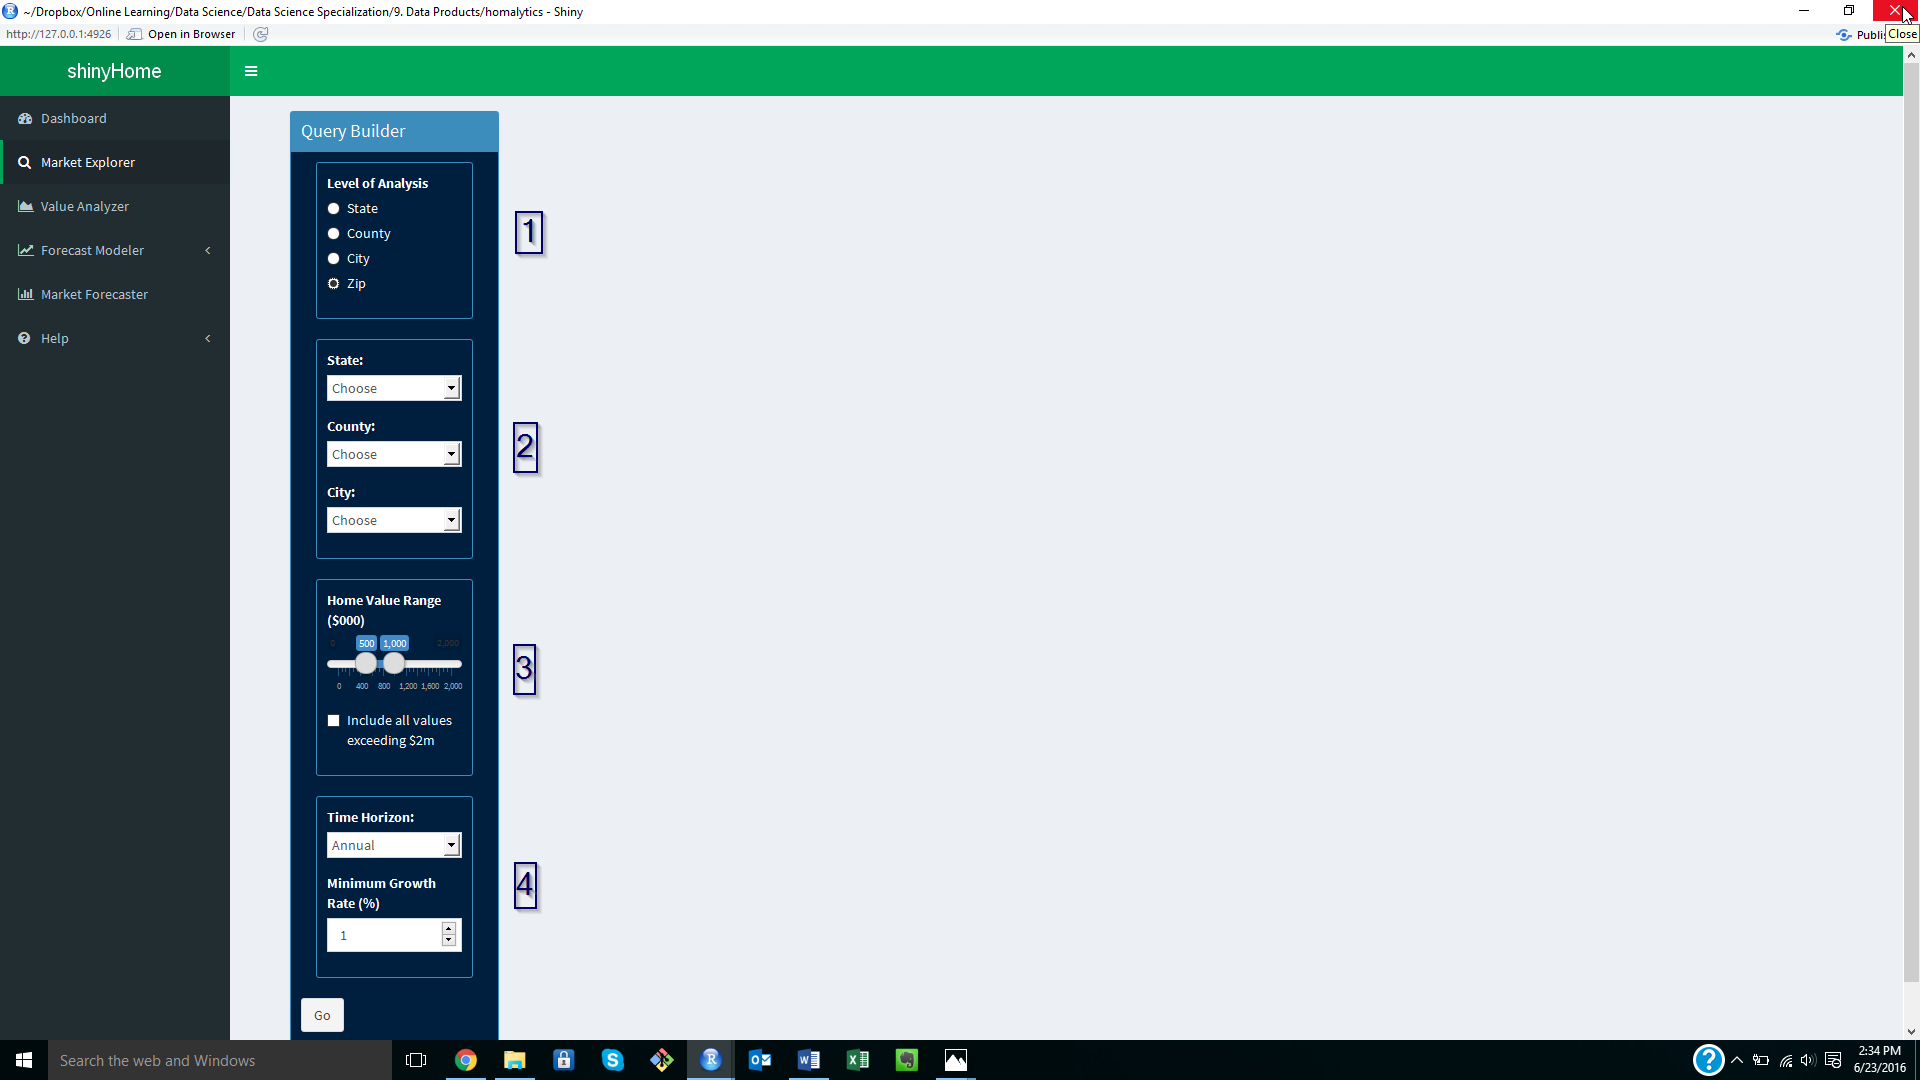 ~/Dropbox/Online Learning/Data Science/Data Science Specialization/9. Data Products/homalytics - Shiny
http://127.0.0.1:4926
Open in Browser
Publi
Close
shinyHome
Dashboard
Market Explorer
Value Analyzer
Forecast Modeler
Market Forecaster
Help
Query Builder
Level of Analysis
State
County
City
Zip
1
State:
Choose
County:
Choose
City:
Choose
2
Home Value Range
($000)
0 500 1,000 2,000
0 400 800 1,200 1,600 2,000
Include all values
exceeding $2m
3
Time Horizon:
Annual
Minimum Growth
Rate (%)
1
4
Go
Search the web and Windows
2:34 PM
6/23/2016